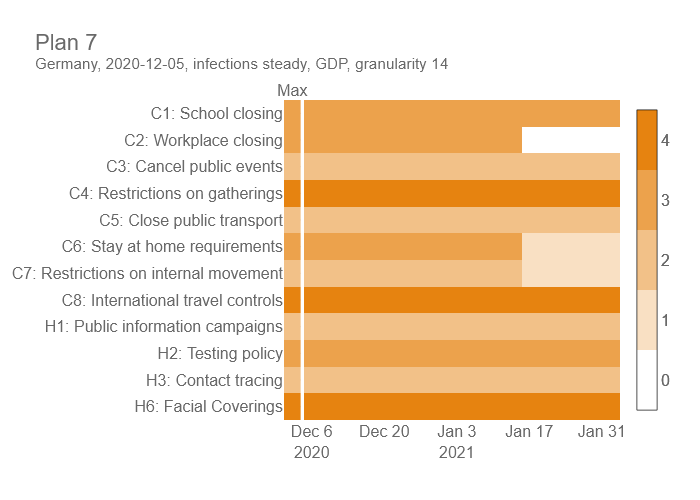 Plan 7
Germany, 2020-12-05, infections steady, GDP, granularity 14
Max
C1: School closing
C2: Workplace closing
C3: Cancel public events
C4: Restrictions on gatherings
C5: Close public transport
C6: Stay at home requirements
C7: Restrictions on internal movement
C8: International travel controls
H1: Public information campaigns
H2: Testing policy
H3: Contact tracing
H6: Facial Coverings
4
3
2
1
0
Dec 6 Dec 20 Jan 3 Jan 17 Jan 31
2020 2021